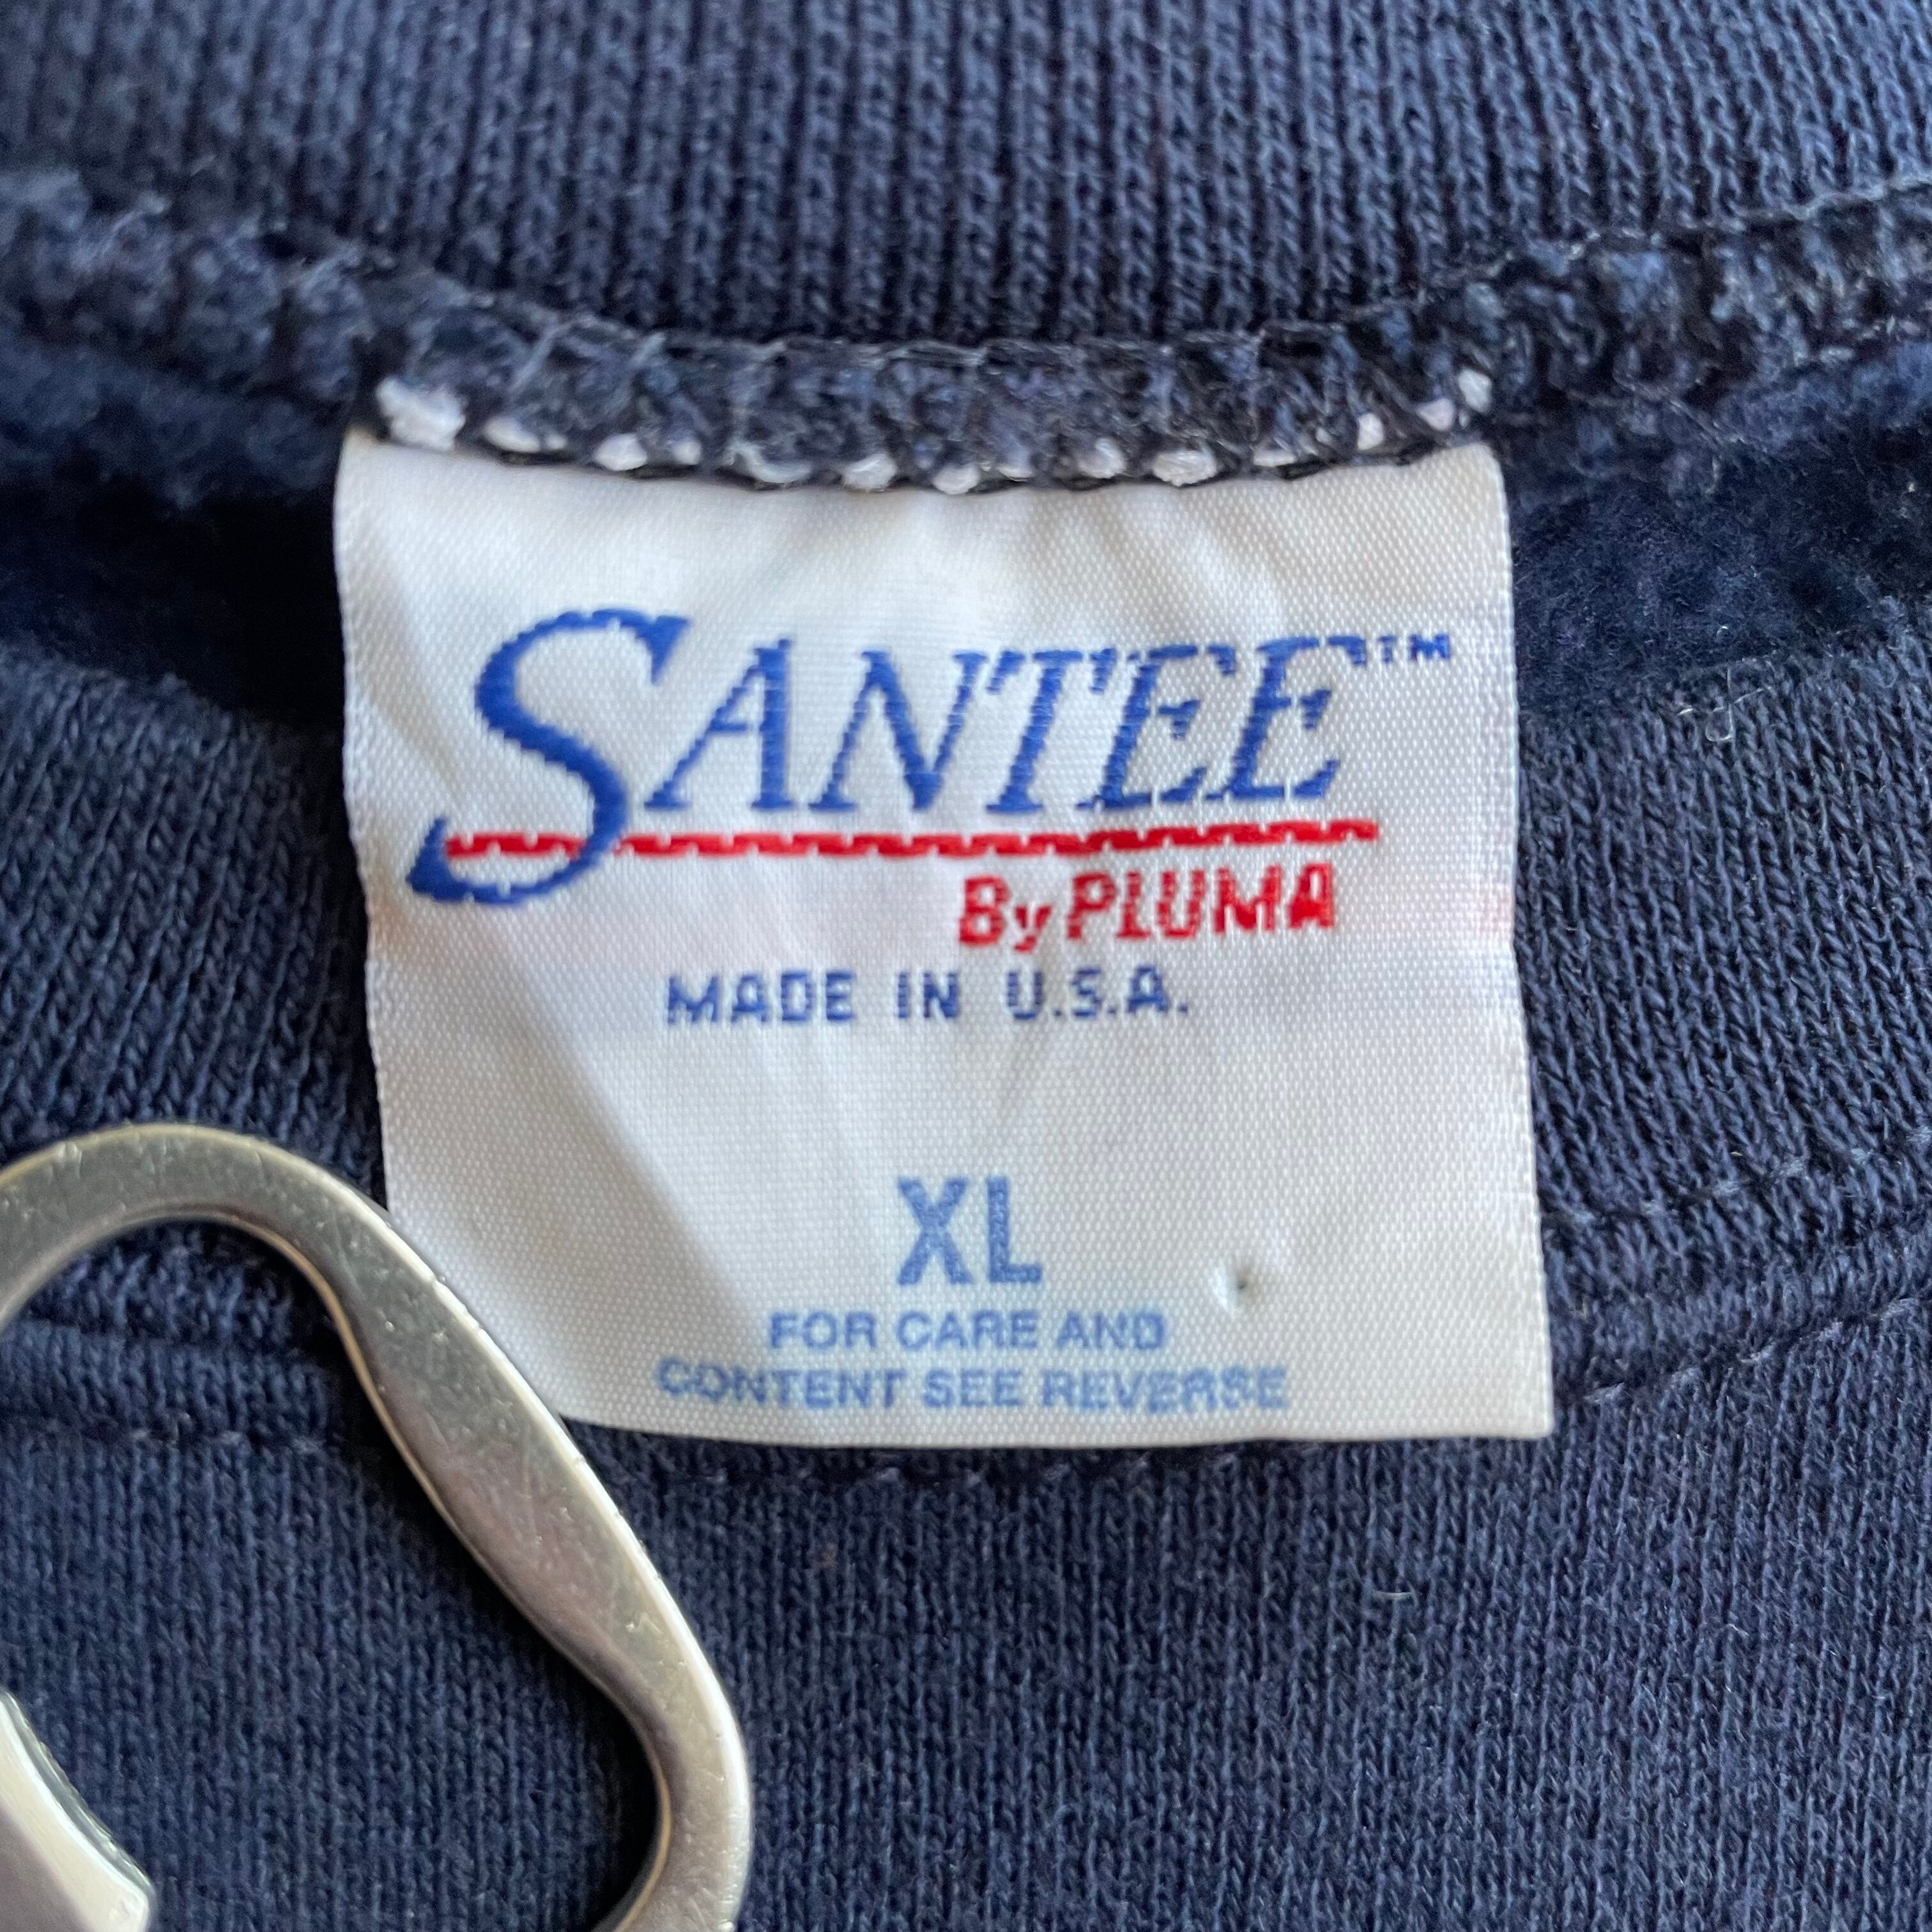 SANTEE™
By PLUMA
MADE IN U.S.A.
XL
FOR CARE AND
CONTENT SEE REVERSE